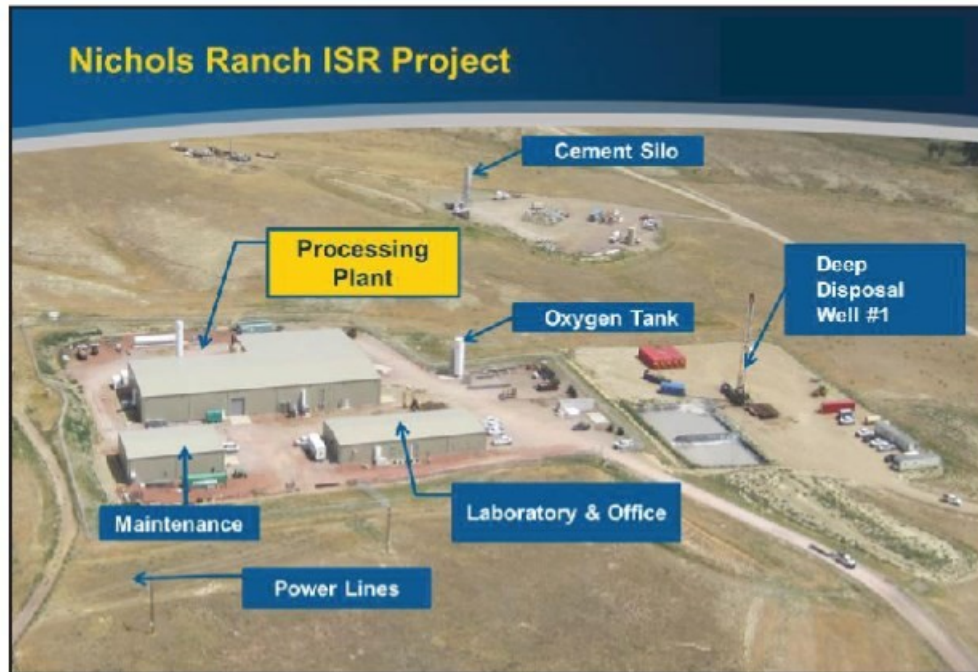 Nichols Ranch ISR Project
Cement Silo
Processing
Plant
Deep
Disposal
Well #1
Oxygen Tank
Maintenance
Laboratory & Office
Power Lines